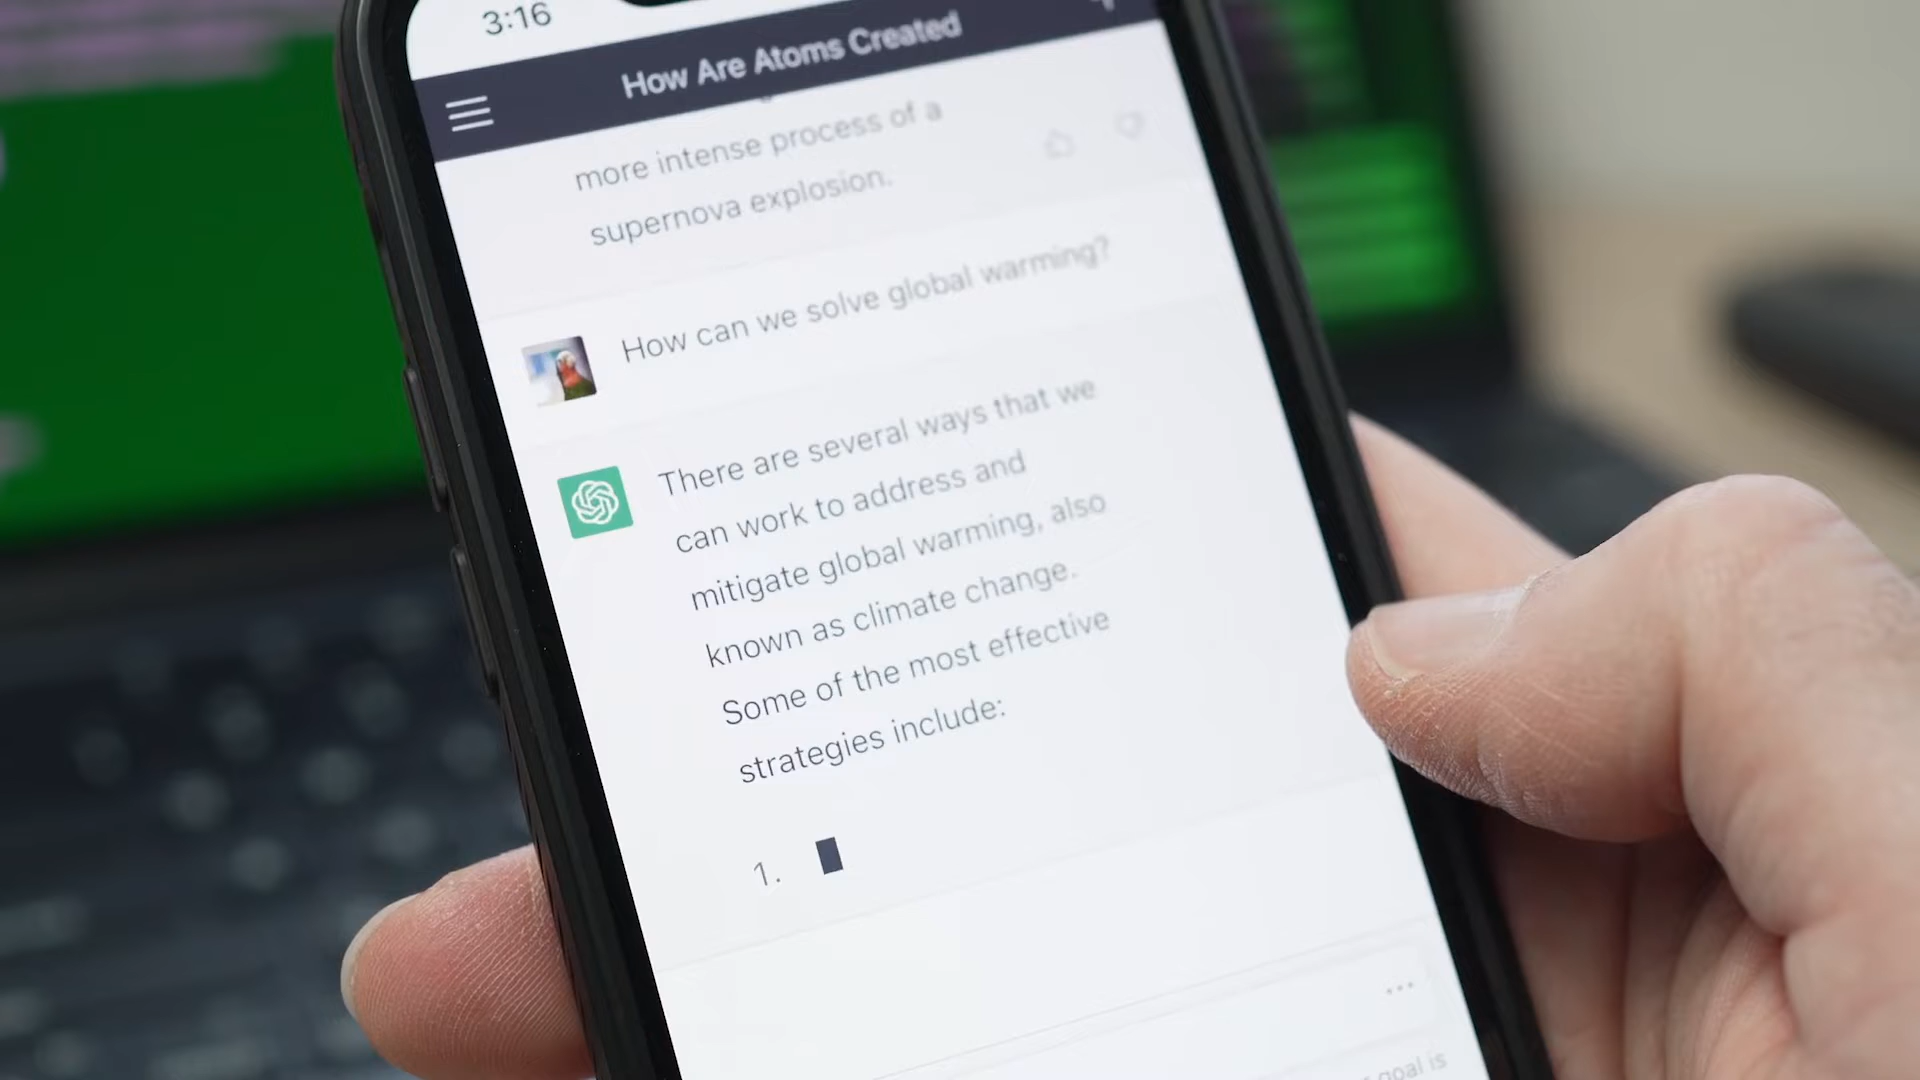 3:16
How Are Atoms Created
more intense process of a
supernova explosion.
How can we solve global warming?
There are several ways that we
can work to address and
mitigate global warming, also
known as climate change.
Some of the most effective
strategies include:
1.
goal is